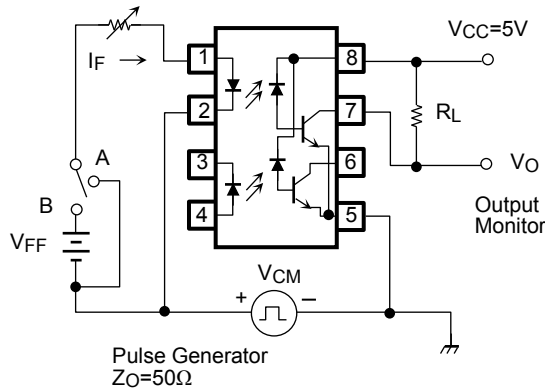 VCC=5V
IF
1
8
2
7
RL
3
6
VO
A
4
5
Output
Monitor
B
VFF
VCM
+
−
Pulse Generator
ZO=50Ω